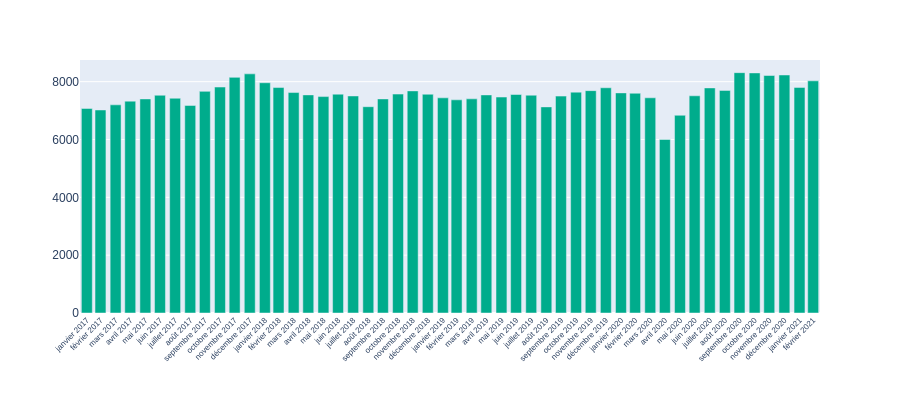 8000
6000
4000
2000
0
janvier 2017
février 2017
mars 2017
avril 2017
mai 2017
juin 2017
juillet 2017
août 2017
septembre 2017
octobre 2017
novembre 2017
décembre 2017
janvier 2018
février 2018
mars 2018
avril 2018
mai 2018
juin 2018
juillet 2018
août 2018
septembre 2018
octobre 2018
novembre 2018
décembre 2018
janvier 2019
février 2019
mars 2019
avril 2019
mai 2019
juin 2019
juillet 2019
août 2019
septembre 2019
octobre 2019
novembre 2019
décembre 2019
janvier 2020
février 2020
mars 2020
avril 2020
mai 2020
juin 2020
juillet 2020
août 2020
septembre 2020
octobre 2020
novembre 2020
décembre 2020
janvier 2021
février 2021